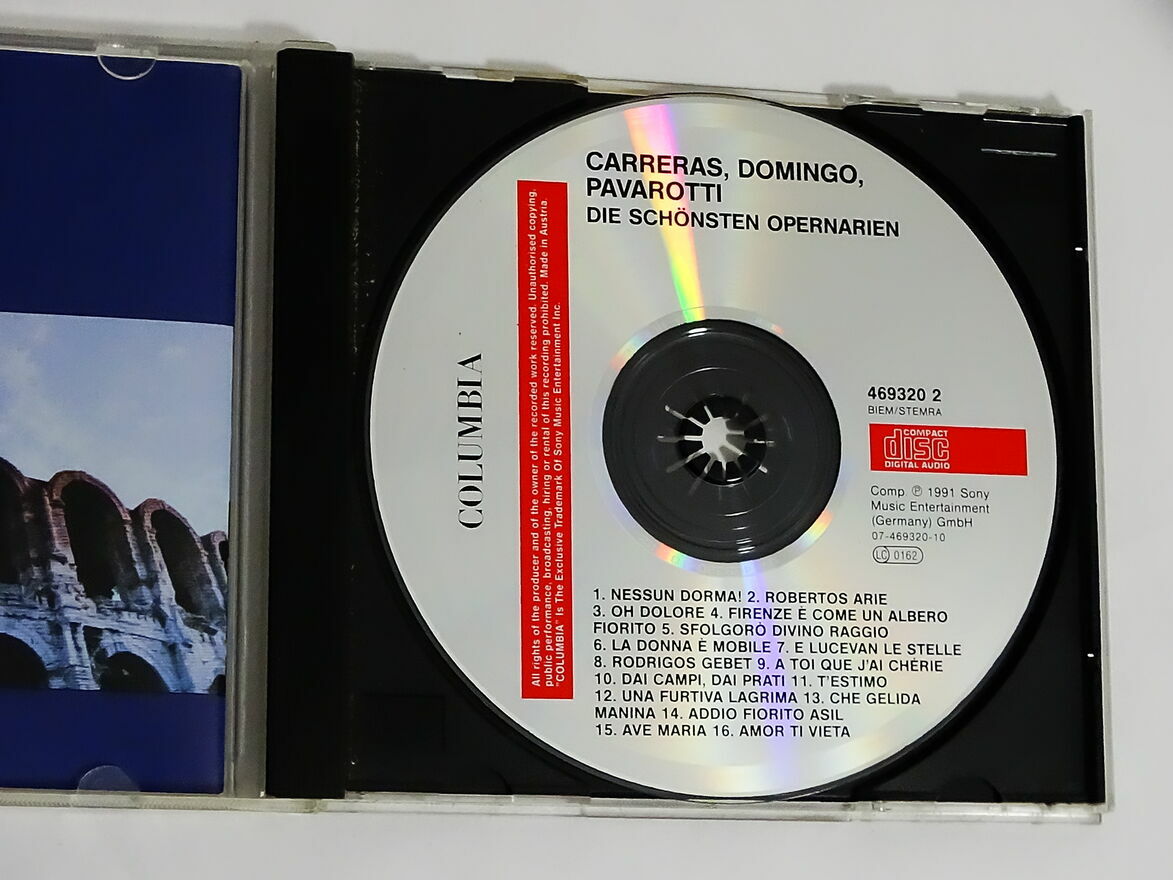 CARRERAS, DOMINGO,
PAVAROTTI
DIE SCHÖNSTEN OPERNARIEN
COLUMBIA
All rights of the producer and of the owner of the recorded work reserved. Unauthorised copying,
public performance, broadcasting, hiring or rental of this recording prohibited. Made in Austria.
"COLUMBIA" is The Exclusive Trademark Of Sony Music Entertainment Inc.
469320 2
BIEM/STEMRA
COMPACT
disc
DIGITAL AUDIO
Comp. ℗ 1991 Sony
Music Entertainment
(Germany) GmbH
07-469320-10
LC 0162
1. NESSUN DORMA! 2. ROBERTOS ARIE
3. OH DOLORE 4. FIRENZE È COME UN ALBERO
FIORITO 5. SFOLGORÒ DIVINO RAGGIO
6. LA DONNA È MOBILE 7. E LUCEVAN LE STELLE
8. RODRIGOS GEBET 9. A TOI QUE J'AI CHÉRIE
10. DAI CAMPI, DAI PRATI 11. T'ESTIMO
12. UNA FURTIVA LAGRIMA 13. CHE GELIDA
MANINA 14. ADDIO FIORITO ASIL
15. AVE MARIA 16. AMOR TI VIETA